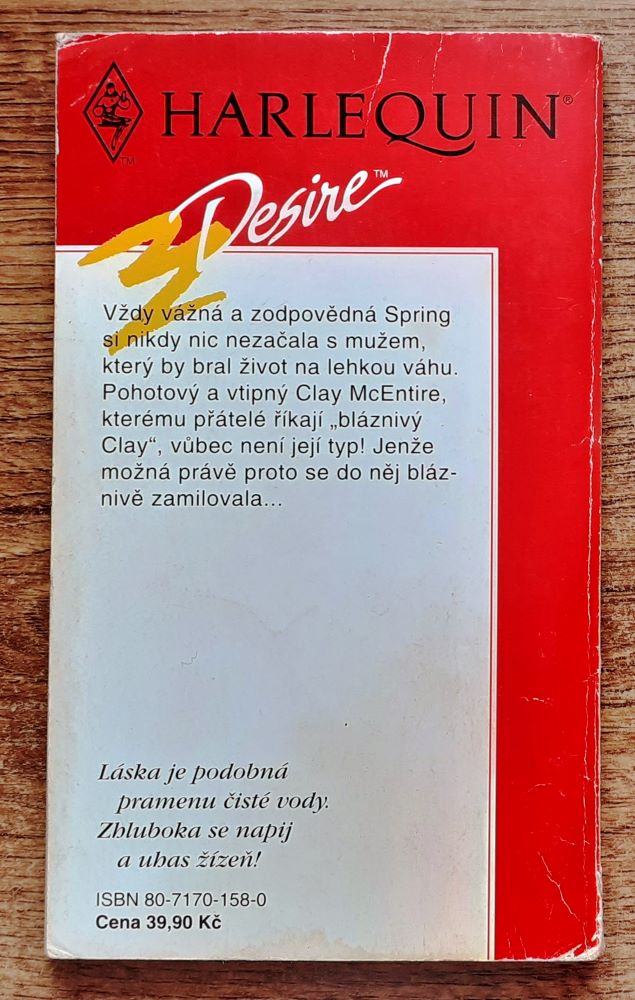 HARLEQUIN®
TM
Desire™
Vždy vážná a zodpovědná Spring
si nikdy nic nezačala s mužem,
který by bral život na lehkou váhu.
Pohotový a vtipný Clay McEntire,
kterému přátelé říkají „bláznivý
Clay“, vůbec není její typ! Jenže
možná právě proto se do něj bláz-
nivě zamilovala...
Láska je podobná
pramenu čisté vody.
Zhluboka se napij
a uhas žízeň!
ISBN 80-7170-158-0
Cena 39,90 Kč